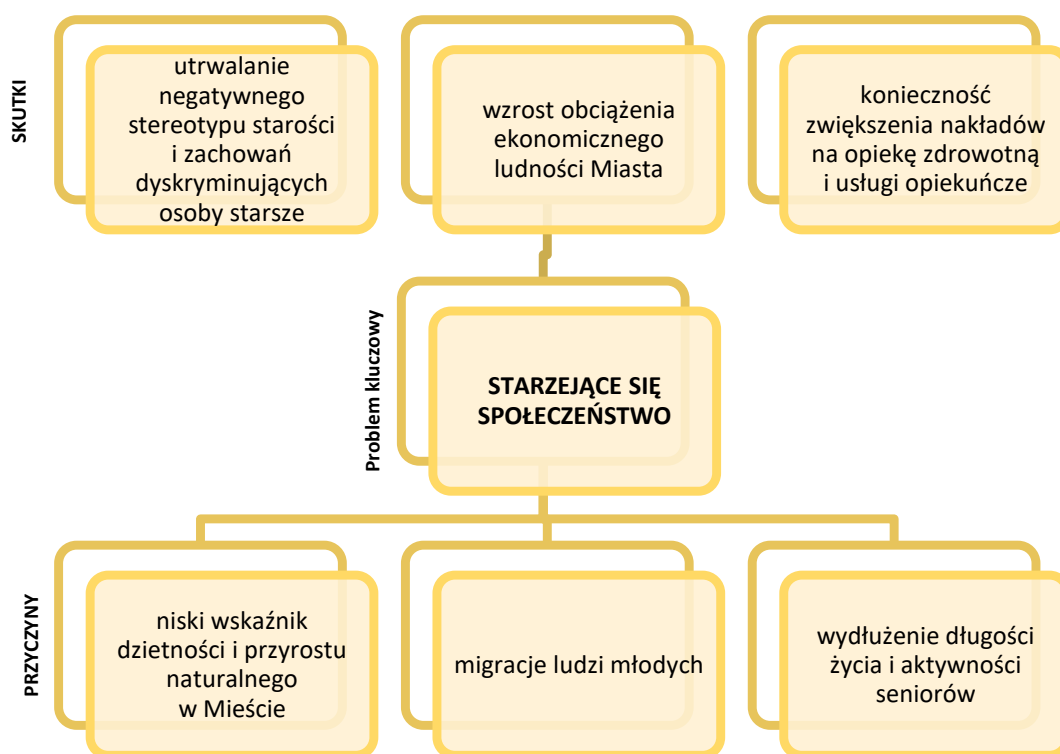 SKUTKI
utrwalanie
negatywnego
stereotypu starości
i zachowań
dyskryminujących
osoby starsze
wzrost obciążenia
ekonomicznego
ludności Miasta
konieczność
zwiększenia nakładów
na opiekę zdrowotną
i usługi opiekuńcze
Problem kluczowy
STARZEJĄCE SIĘ
SPOŁECZEŃSTWO
PRZYCZYNY
niski wskaźnik
dzietności i przyrostu
naturalnego
w Mieście
migracje ludzi młodych
wydłużenie długości
życia i aktywności
seniorów